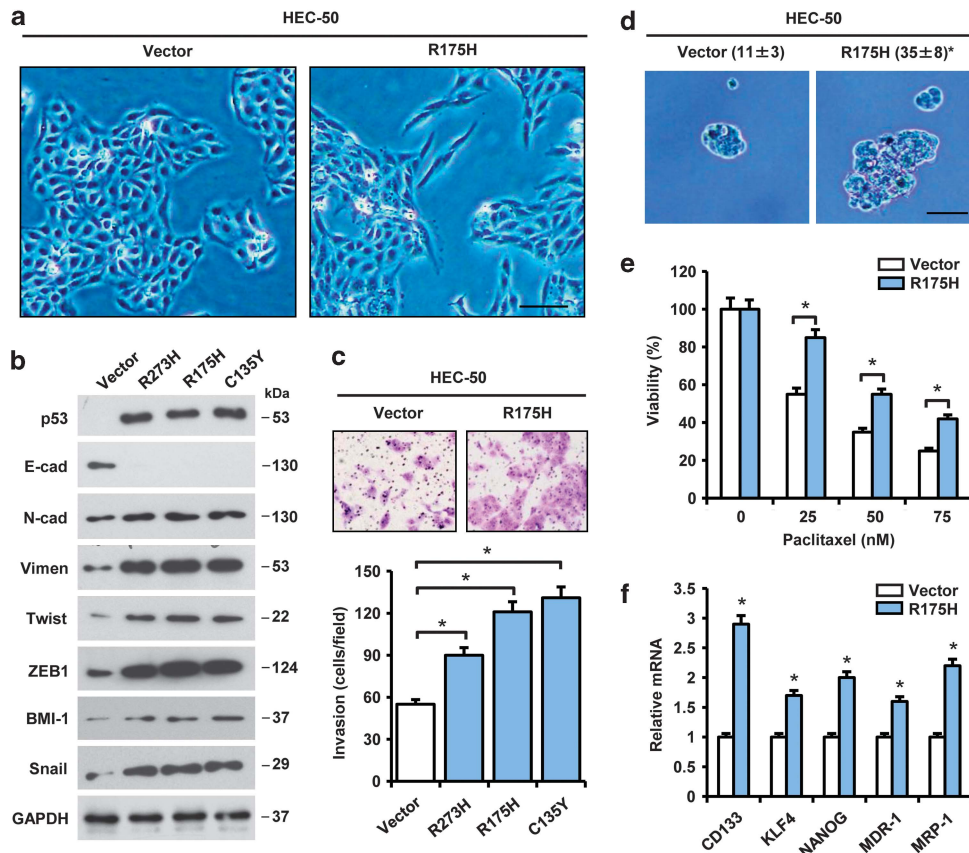 a
HEC-50
Vector R175H
b
Vector R273H R175H C135Y
kDa
p53 –53
E-cad –130
N-cad –130
Vimen –53
Twist –22
ZEB1 –124
BMI-1 –37
Snail –29
GAPDH –37
c
HEC-50
Vector R175H
Invasion (cells/field)
150
120
90
60
30
0
* * *
Vector R273H R175H C135Y
d
HEC-50
Vector (11±3) R175H (35±8)*
e
Vector
R175H
Viability (%)
120
100
80
60
40
20
0
* * *
0 25 50 75
Paclitaxel (nM)
f
Vector
R175H
Relative mRNA
3.5
3
2.5
2
1.5
1
0.5
0
* * * * *
CD133 KLF4 NANOG MDR-1 MRP-1